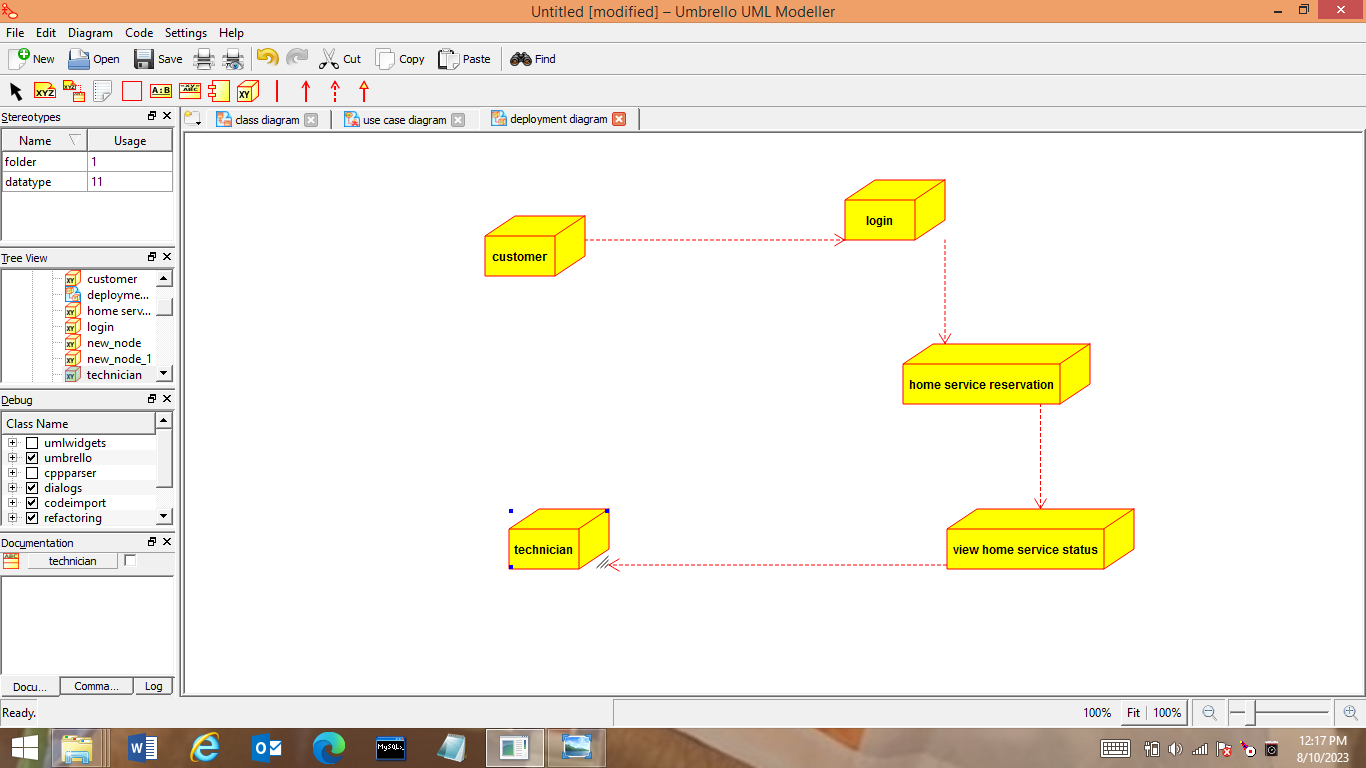 Untitled [modified] – Umbrello UML Modeller
File Edit Diagram Code Settings Help
New Open Save Cut Copy Paste Find
XYZ XYZ A:B XYZ ABC XY
Stereotypes
class diagram use case diagram deployment diagram
Name Usage
folder 1
datatype 11
Tree View
customer
deployme...
home serv...
login
new_node
new_node_1
technician
Debug
Class Name
umlwidgets
umbrello
cppparser
dialogs
codeimport
refactoring
Documentation
technician
Docu... Comma... Log
login
customer
home service reservation
technician
view home service status
Ready.
100% Fit 100%
MySQL
12:17 PM
8/10/2023